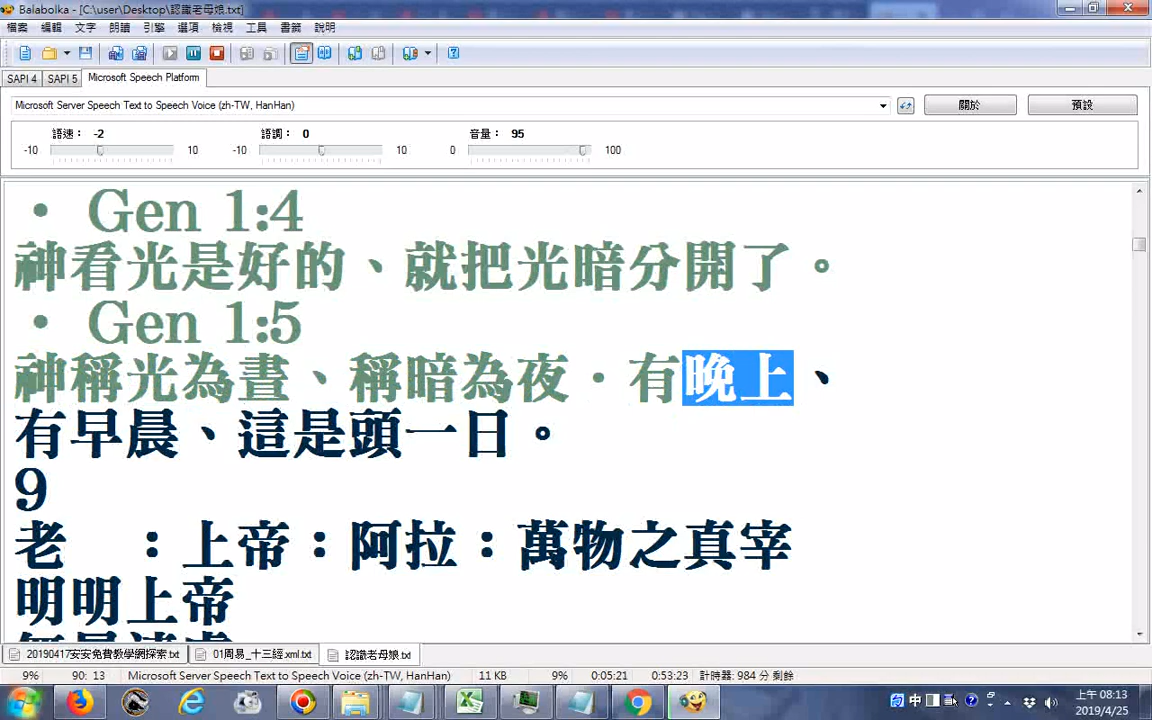 Balabolka - [C:\user\Desktop\認識老母娘.txt]
檔案 編輯 文字 朗讀 引擎 選項 檢視 工具 書籤 說明
SAPI 4 SAPI 5 Microsoft Speech Platform
Microsoft Server Speech Text to Speech Voice (zh-TW, HanHan) 關於 預設
語速： -2 語調： 0 音量： 95
-10 10 -10 10 0 100
• Gen 1:4
神看光是好的、就把光暗分開了。
• Gen 1:5
神稱光為晝、稱暗為夜．有晚上、
有早晨、這是頭一日。
9
老　：上帝：阿拉：萬物之真宰
明明上帝
20190417安安免費教學網探索.txt 01周易_十三經.xml.txt 認識老母娘.txt
9% 90: 13 Microsoft Server Speech Text to Speech Voice (zh-TW, HanHan) 11 KB 9% 0:05:21 0:53:23 計時器: 984 分 剩餘
中
上午 08:13
2019/4/25